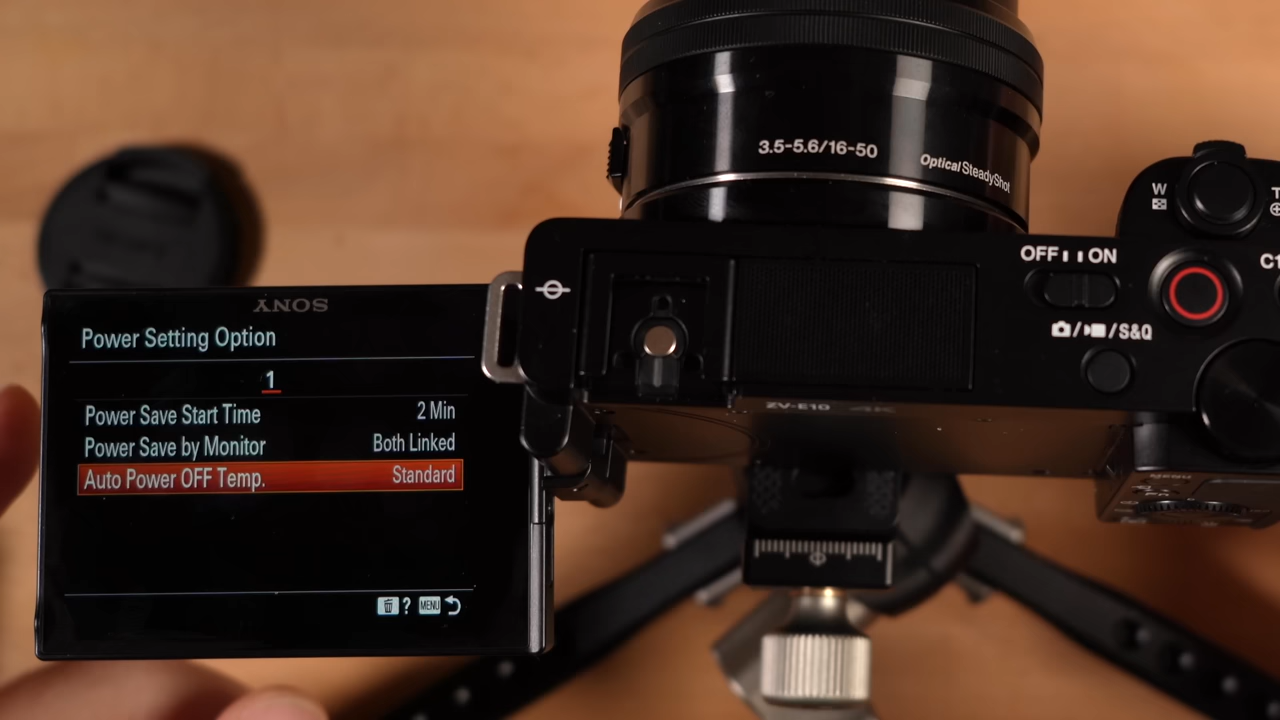 SONY
Power Setting Option
1
Power Save Start Time 2 Min
Power Save by Monitor Both Linked
Auto Power OFF Temp. Standard
? MENU
3.5-5.6/16-50
Optical SteadyShot
W T
OFF ON
C1
/S&Q
ZV-E10 4K